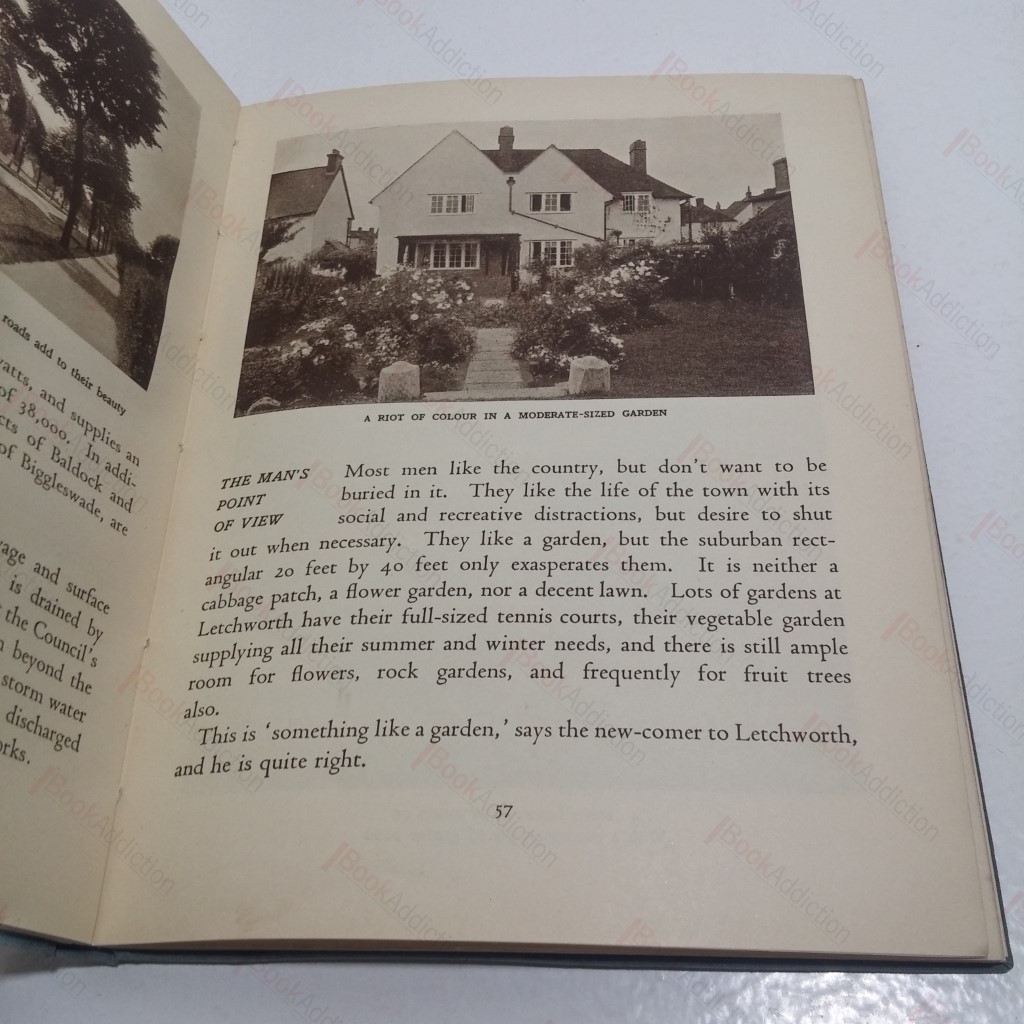 roads add to their beauty
watts, and supplies an
of 38,000. In addi-
cts of Baldock and
of Biggleswade, are
age and surface
is drained by
the Council's
beyond the
storm water
discharged
A RIOT OF COLOUR IN A MODERATE-SIZED GARDEN
THE MAN'S
POINT
OF VIEW
Most men like the country, but don't want to be
buried in it. They like the life of the town with its
social and recreative distractions, but desire to shut
it out when necessary. They like a garden, but the suburban rect-
angular 20 feet by 40 feet only exasperates them. It is neither a
cabbage patch, a flower garden, nor a decent lawn. Lots of gardens at
Letchworth have their full-sized tennis courts, their vegetable garden
supplying all their summer and winter needs, and there is still ample
room for flowers, rock gardens, and frequently for fruit trees
also.
This is 'something like a garden,' says the new-comer to Letchworth,
and he is quite right.
57
BookAddiction